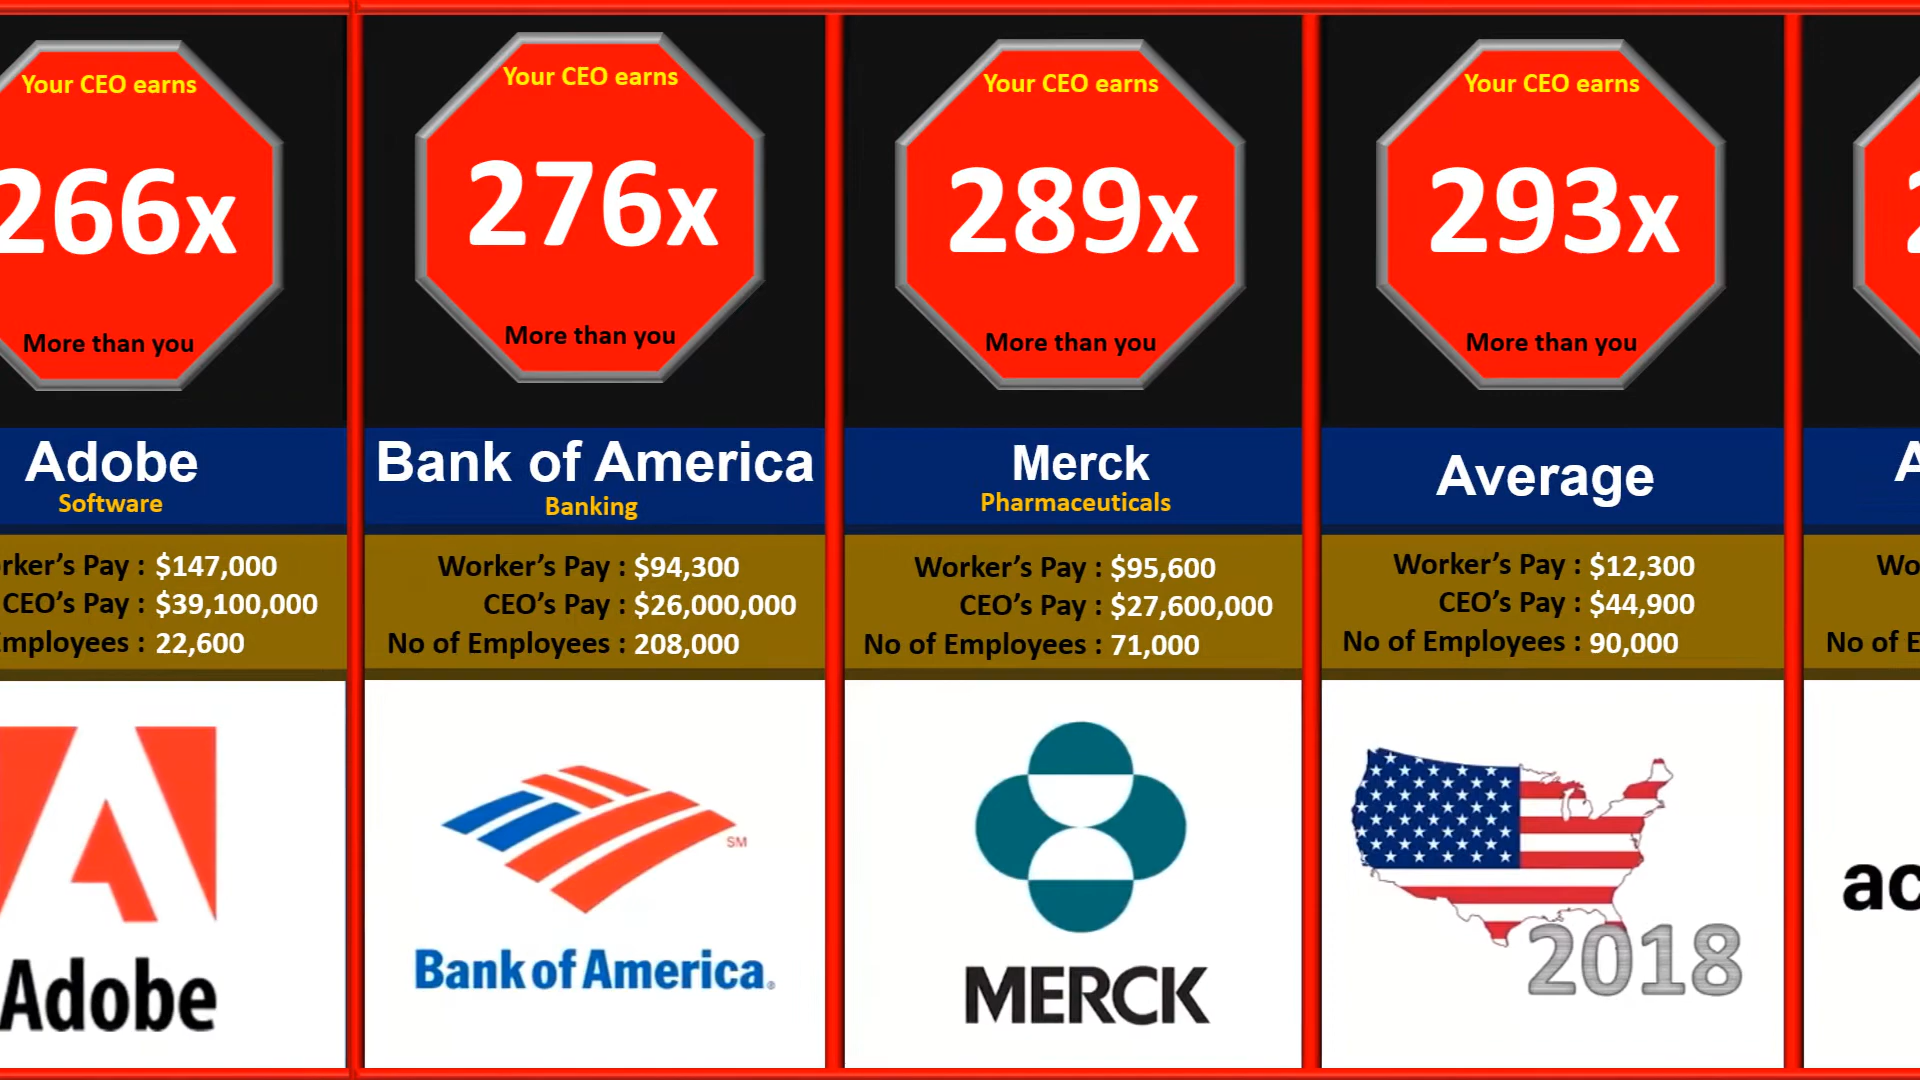 Your CEO earns
266x
More than you
Adobe
Software
rker's Pay : $147,000
CEO's Pay : $39,100,000
mployees : 22,600
Adobe
Your CEO earns
276x
More than you
Bank of America
Banking
Worker's Pay : $94,300
CEO's Pay : $26,000,000
No of Employees : 208,000
SM
Bank of America
Your CEO earns
289x
More than you
Merck
Pharmaceuticals
Worker's Pay : $95,600
CEO's Pay : $27,600,000
No of Employees : 71,000
MERCK
Your CEO earns
293x
More than you
Average
Worker's Pay : $12,300
CEO's Pay : $44,900
No of Employees : 90,000
2018
2
A
Wo
No of E
ac